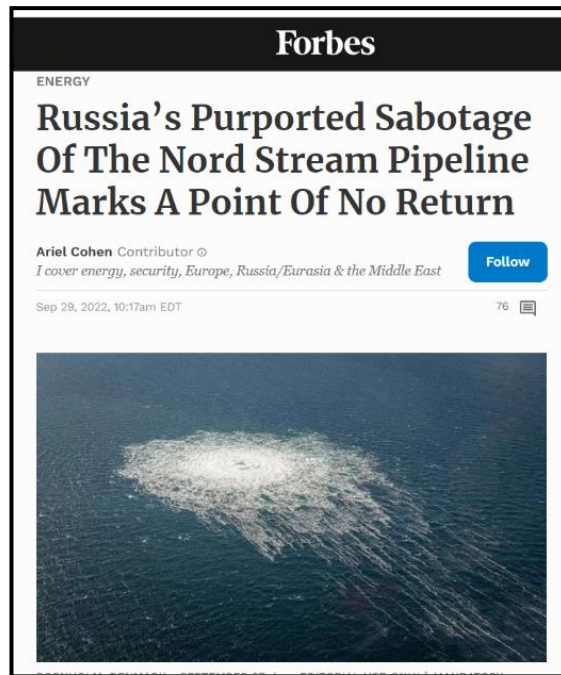 Forbes
ENERGY
Russia's Purported Sabotage
Of The Nord Stream Pipeline
Marks A Point Of No Return
Ariel Cohen Contributor
I cover energy, security, Europe, Russia/Eurasia & the Middle East
Follow
Sep 29, 2022, 10:17am EDT
76